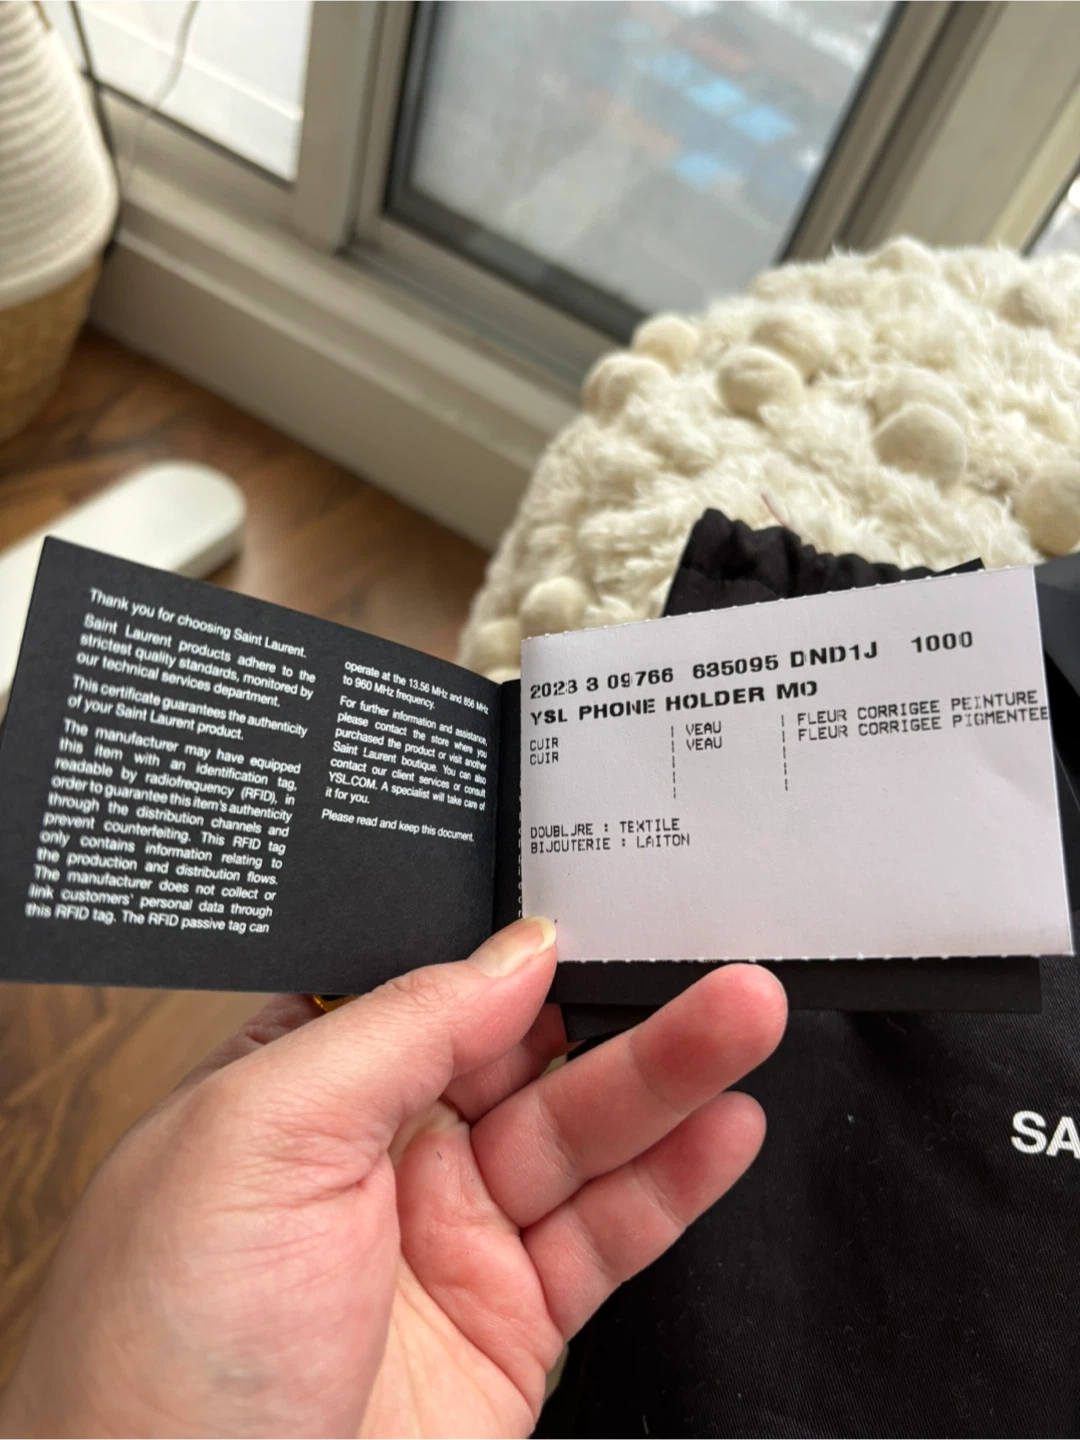 Thank you for choosing Saint Laurent.
Saint Laurent products adhere to the
strictest quality standards, monitored by
our technical services department.
This certificate guarantees the authenticity
of your Saint Laurent product.
The manufacturer may have equipped
this item with an identification tag,
readable by radiofrequency (RFID), in
order to guarantee this item's authenticity
through the distribution channels and
prevent counterfeiting. This RFID tag
only contains information relating to
the production and distribution flows.
The manufacturer does not collect or
link customers' personal data through
this RFID tag. The RFID passive tag can
operate at the 13.56 MHz and 856 MHz
to 960 MHz frequency.
For further information and assistance,
please contact the store where you
purchased the product or visit another
Saint Laurent boutique. You can also
contact our client services or consult
YSL.COM. A specialist will take care of
it for you.
Please read and keep this document.
2023 3 09766 635095 DND1J 1000
YSL PHONE HOLDER MO
CUIR | VEAU | FLEUR CORRIGEE PEINTURE
CUIR | VEAU | FLEUR CORRIGEE PIGMENTEE
DOUBLURE : TEXTILE
BIJOUTERIE : LAITON
SA